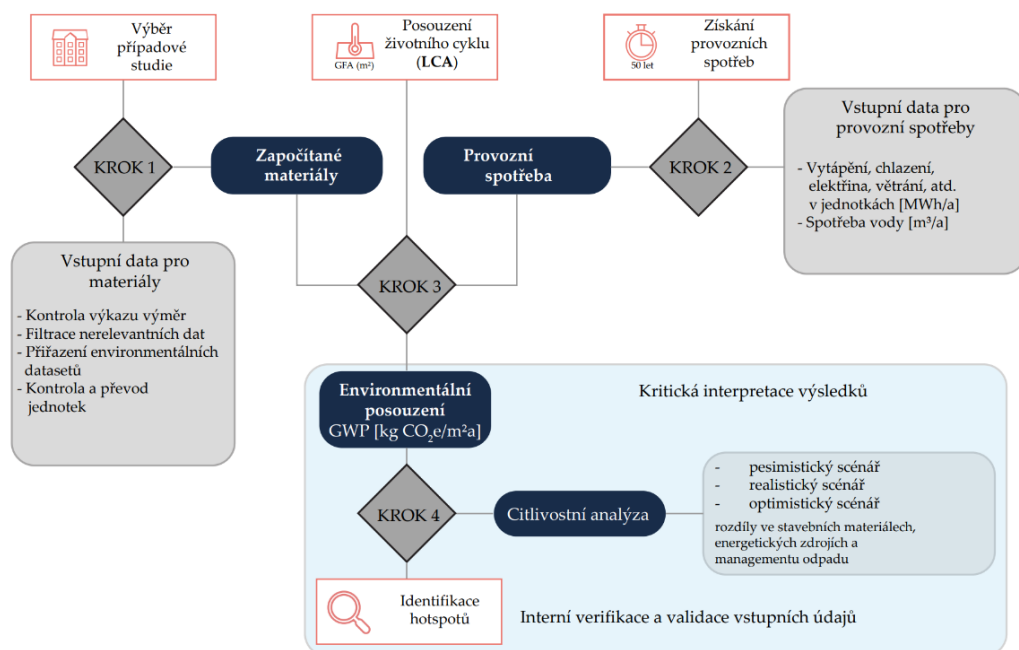 Výběr
případové
studie
Posouzení
životního cyklu
(LCA)
GFA (m²)
Získání
provozních
spotřeb
50 let
KROK 1
Započítané
materiály
Provozní
spotřeba
KROK 2
Vstupní data pro
provozní spotřeby
- Vytápění, chlazení,
elektřina, větrání, atd.
v jednotkách [MWh/a]
- Spotřeba vody [m³/a]
Vstupní data pro
materiály
- Kontrola výkazu výměr
- Filtrace nerelevantních dat
- Přiřazení environmentálních
datasetů
- Kontrola a převod
jednotek
KROK 3
Environmentální
posouzení
GWP [kg CO₂e/m²a]
Kritická interpretace výsledků
KROK 4
Citlivostní analýza
- pesimistický scénář
- realistický scénář
- optimistický scénář
rozdíly ve stavebních materiálech,
energetických zdrojích a
managementu odpadu
Identifikace
hotspotů
Interní verifikace a validace vstupních údajů